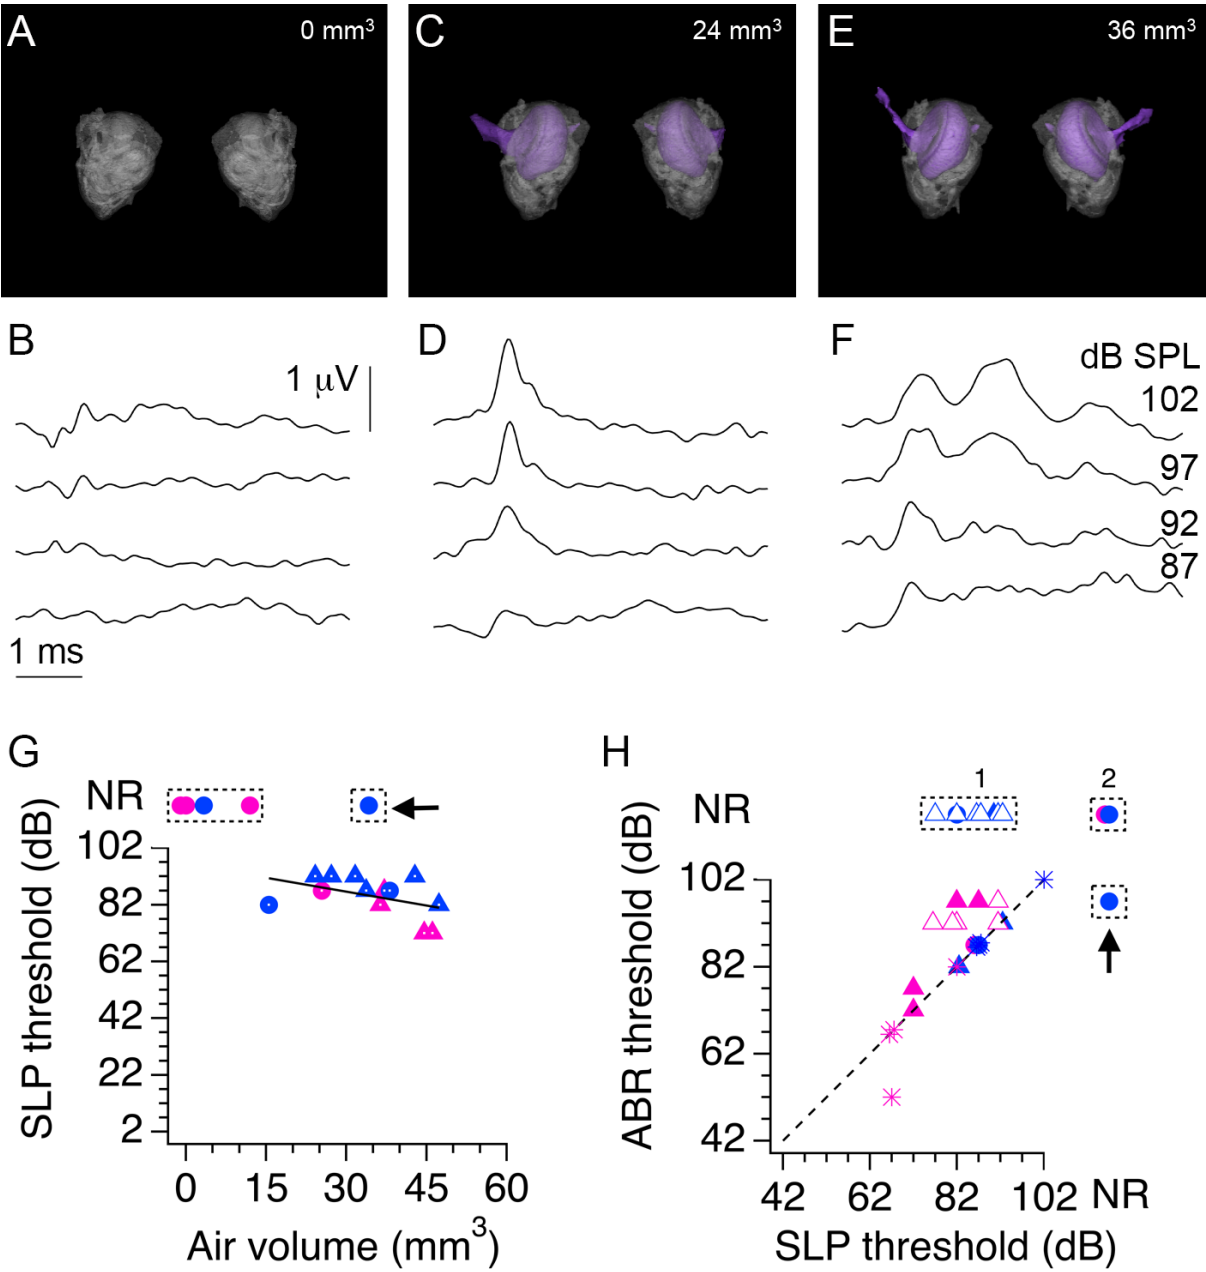 A
0 mm³
C
24 mm³
E
36 mm³
B
1 μV
D
F
dB SPL
102
97
92
87
1 ms
G
NR
102
82
62
42
22
2
SLP threshold (dB)
0 15 30 45 60
Air volume (mm³)
H
1
2
NR
102
82
62
42
ABR threshold (dB)
42 62 82 102 NR
SLP threshold (dB)